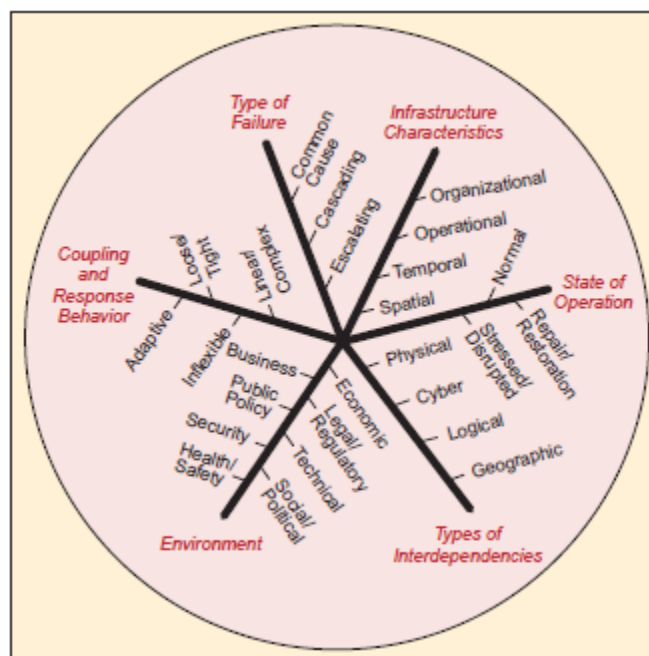 Type of
Failure
Common
Cause
Cascading
Escalating
Infrastructure
Characteristics
Organizational
Operational
Temporal
Spatial
State of
Operation
Normal
Stressed/
Disrupted
Repair/
Restoration
Types of
Interdependencies
Physical
Cyber
Logical
Geographic
Environment
Economic
Legal/
Regulatory
Technical
Social/
Political
Business
Public
Policy
Security
Health/
Safety
Coupling
and
Response
Behavior
Loose/
Tight
Linear/
Complex
Adaptive
Inflexible